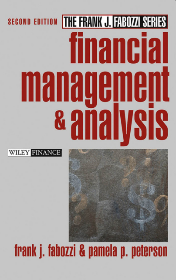 SECOND EDITION THE FRANK J. FABOZZI SERIES
financial
management
& analysis
WILEY FINANCE
$
frank j. fabozzi & pamela p. peterson